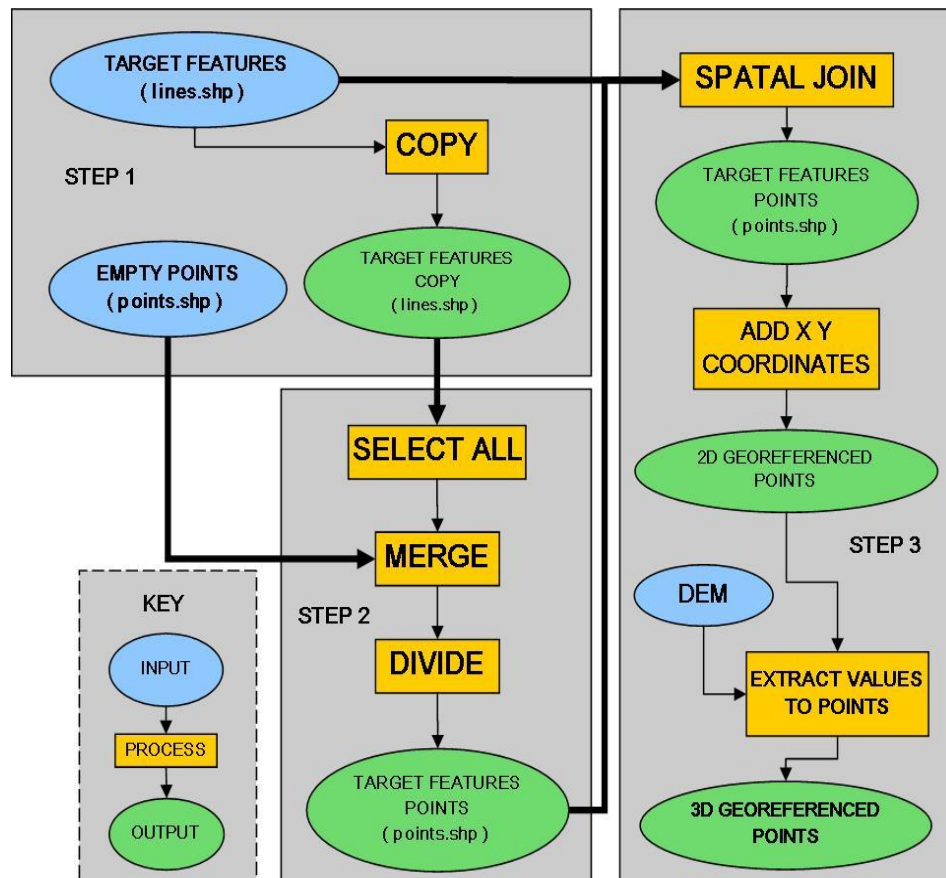 TARGET FEATURES
( lines.shp)
COPY
STEP 1
TARGET FEATURES
COPY
( lines.shp)
EMPTY POINTS
( points.shp)
SELECT ALL
MERGE
STEP 2
DIVIDE
TARGET FEATURES
POINTS
( points.shp)
KEY
INPUT
PROCESS
OUTPUT
SPATAL JOIN
TARGET FEATURES
POINTS
( points.shp)
ADD X Y
COORDINATES
2D GEOREFERENCED
POINTS
STEP 3
DEM
EXTRACT VALUES
TO POINTS
3D GEOREFERENCED
POINTS